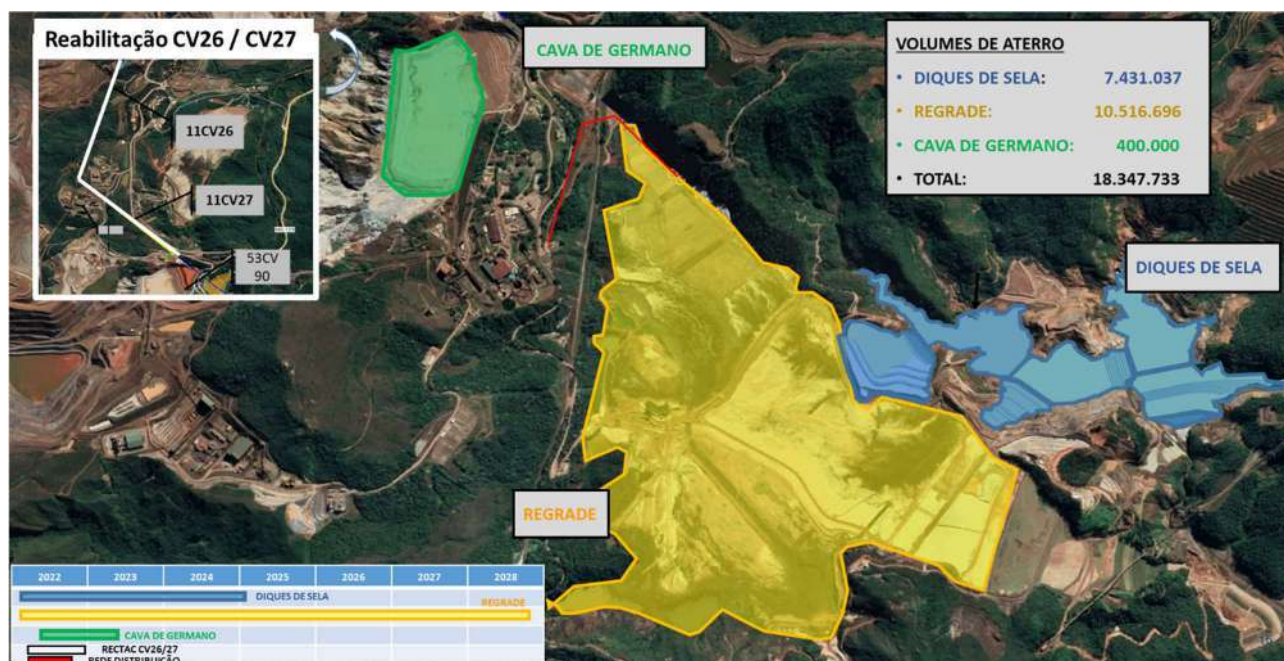 Reabilitação CV26 / CV27
11CV26
11CV27
53CV
90
CAVA DE GERMANO
VOLUMES DE ATERRO
• DIQUES DE SELA: 7.431.037
• REGRADE: 10.516.696
• CAVA DE GERMANO: 400.000
• TOTAL: 18.347.733
DIQUES DE SELA
REGRADE
2022 2023 2024 2025 2026 2027 2028
DIQUES DE SELA
REGRADE
CAVA DE GERMANO
RECTAC CV26/27
REDE DISTRIBUIÇÃO